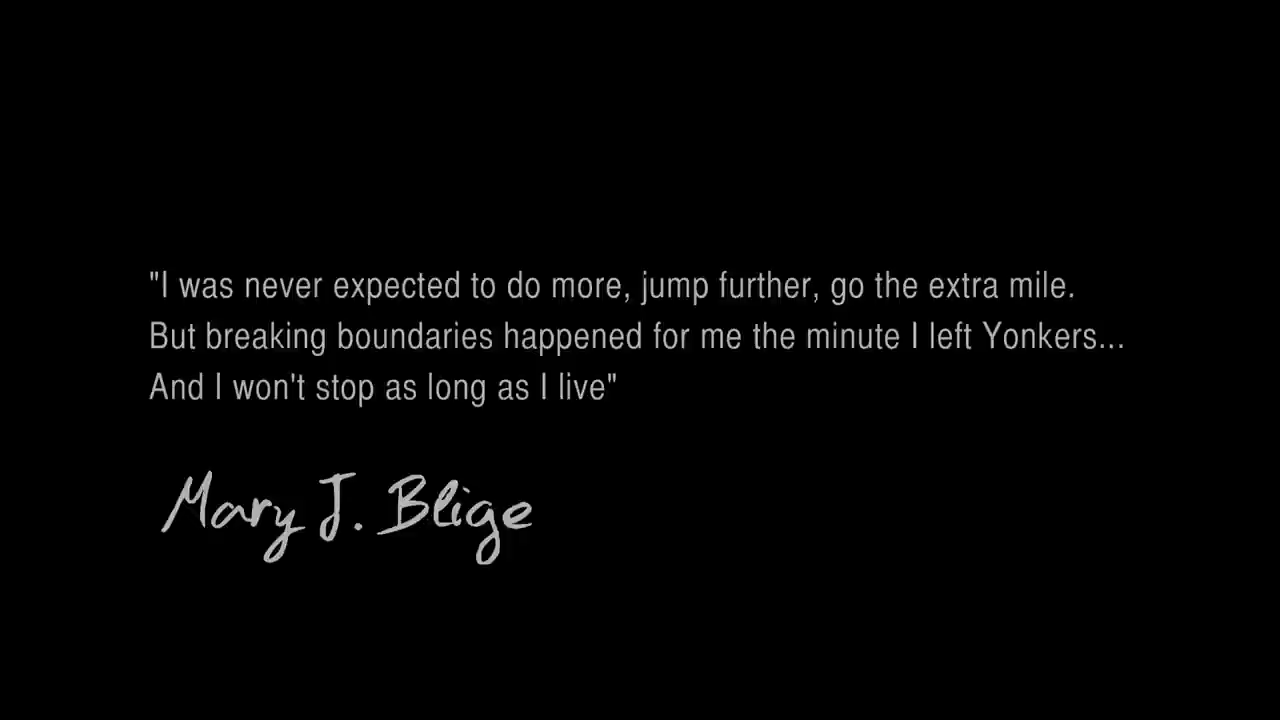 "I was never expected to do more, jump further, go the extra mile.
But breaking boundaries happened for me the minute I left Yonkers...
And I won't stop as long as I live"
Mary J. Blige